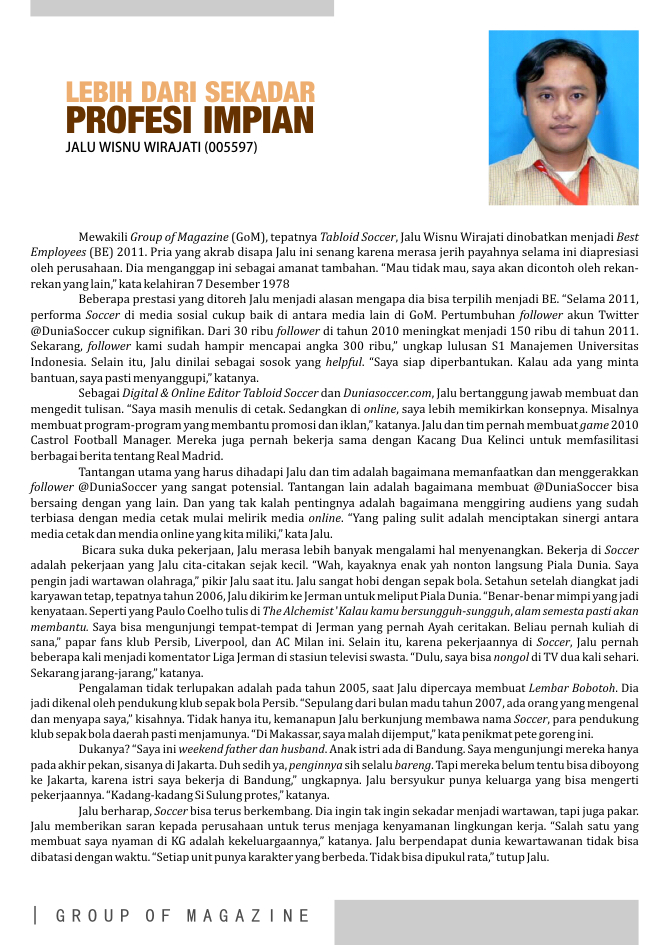 LEBIH DARI SEKADAR
PROFESI IMPIAN
JALU WISNU WIRAJATI (005597)
Mewakili Group of Magazine (GoM), tepatnya Tabloid Soccer, Jalu Wisnu Wirajati dinobatkan menjadi Best
Employees (BE) 2011. Pria yang akrab disapa Jalu ini senang karena merasa jerih payahnya selama ini diapresiasi
oleh perusahaan. Dia menganggap ini sebagai amanat tambahan. “Mau tidak mau, saya akan dicontoh oleh rekan-
rekan yang lain,” kata kelahiran 7 Desember 1978
Beberapa prestasi yang ditoreh Jalu menjadi alasan mengapa dia bisa terpilih menjadi BE. “Selama 2011,
performa Soccer di media sosial cukup baik di antara media lain di GoM. Pertumbuhan follower akun Twitter
@DuniaSoccer cukup signifikan. Dari 30 ribu follower di tahun 2010 meningkat menjadi 150 ribu di tahun 2011.
Sekarang, follower kami sudah hampir mencapai angka 300 ribu,” ungkap lulusan S1 Manajemen Universitas
Indonesia. Selain itu, Jalu dinilai sebagai sosok yang helpful. “Saya siap diperbantukan. Kalau ada yang minta
bantuan, saya pasti menyanggupi,” katanya.
Sebagai Digital & Online Editor Tabloid Soccer dan Duniasoccer.com, Jalu bertanggung jawab membuat dan
mengedit tulisan. “Saya masih menulis di cetak. Sedangkan di online, saya lebih memikirkan konsepnya. Misalnya
membuat program-program yang membantu promosi dan iklan,” katanya. Jalu dan tim pernah membuat game 2010
Castrol Football Manager. Mereka juga pernah bekerja sama dengan Kacang Dua Kelinci untuk memfasilitasi
berbagai berita tentang Real Madrid.
Tantangan utama yang harus dihadapi Jalu dan tim adalah bagaimana memanfaatkan dan menggerakkan
follower @DuniaSoccer yang sangat potensial. Tantangan lain adalah bagaimana membuat @DuniaSoccer bisa
bersaing dengan yang lain. Dan yang tak kalah pentingnya adalah bagaimana menggiring audiens yang sudah
terbiasa dengan media cetak mulai melirik media online. “Yang paling sulit adalah menciptakan sinergi antara
media cetak dan mendia online yang kita miliki,” kata Jalu.
Bicara suka duka pekerjaan, Jalu merasa lebih banyak mengalami hal menyenangkan. Bekerja di Soccer
adalah pekerjaan yang Jalu cita-citakan sejak kecil. “Wah, kayaknya enak yah nonton langsung Piala Dunia. Saya
pengin jadi wartawan olahraga,” pikir Jalu saat itu. Jalu sangat hobi dengan sepak bola. Setahun setelah diangkat jadi
karyawan tetap, tepatnya tahun 2006, Jalu dikirim ke Jerman untuk meliput Piala Dunia. “Benar-benar mimpi yang jadi
kenyataan. Seperti yang Paulo Coelho tulis di The Alchemist 'Kalau kamu bersungguh-sungguh, alam semesta pasti akan
membantu. Saya bisa mengunjungi tempat-tempat di Jerman yang pernah Ayah ceritakan. Beliau pernah kuliah di
sana,” papar fans klub Persib, Liverpool, dan AC Milan ini. Selain itu, karena pekerjaannya di Soccer, Jalu pernah
beberapa kali menjadi komentator Liga Jerman di stasiun televisi swasta. “Dulu, saya bisa nongol di TV dua kali sehari.
Sekarang jarang-jarang,” katanya.
Pengalaman tidak terlupakan adalah pada tahun 2005, saat Jalu dipercaya membuat Lembar Bobotoh. Dia
jadi dikenal oleh pendukung klub sepak bola Persib. “Sepulang dari bulan madu tahun 2007, ada orang yang mengenal
dan menyapa saya,” kisahnya. Tidak hanya itu, kemanapun Jalu berkunjung membawa nama Soccer, para pendukung
klub sepak bola daerah pasti menjamunya. “Di Makassar, saya malah dijemput,” kata penikmat pete goreng ini.
Dukanya? “Saya ini weekend father dan husband. Anak istri ada di Bandung. Saya mengunjungi mereka hanya
pada akhir pekan, sisanya di Jakarta. Duh sedih ya, penginnya sih selalu bareng. Tapi mereka belum tentu bisa diboyong
ke Jakarta, karena istri saya bekerja di Bandung,” ungkapnya. Jalu bersyukur punya keluarga yang bisa mengerti
pekerjaannya. “Kadang-kadang Si Sulung protes,” katanya.
Jalu berharap, Soccer bisa terus berkembang. Dia ingin tak ingin sekadar menjadi wartawan, tapi juga pakar.
Jalu memberikan saran kepada perusahaan untuk terus menjaga kenyamanan lingkungan kerja. “Salah satu yang
membuat saya nyaman di KG adalah kekeluargaannya,” katanya. Jalu berpendapat dunia kewartawanan tidak bisa
dibatasi dengan waktu. “Setiap unit punya karakter yang berbeda. Tidak bisa dipukul rata,” tutup Jalu.
| GROUP OF MAGAZINE